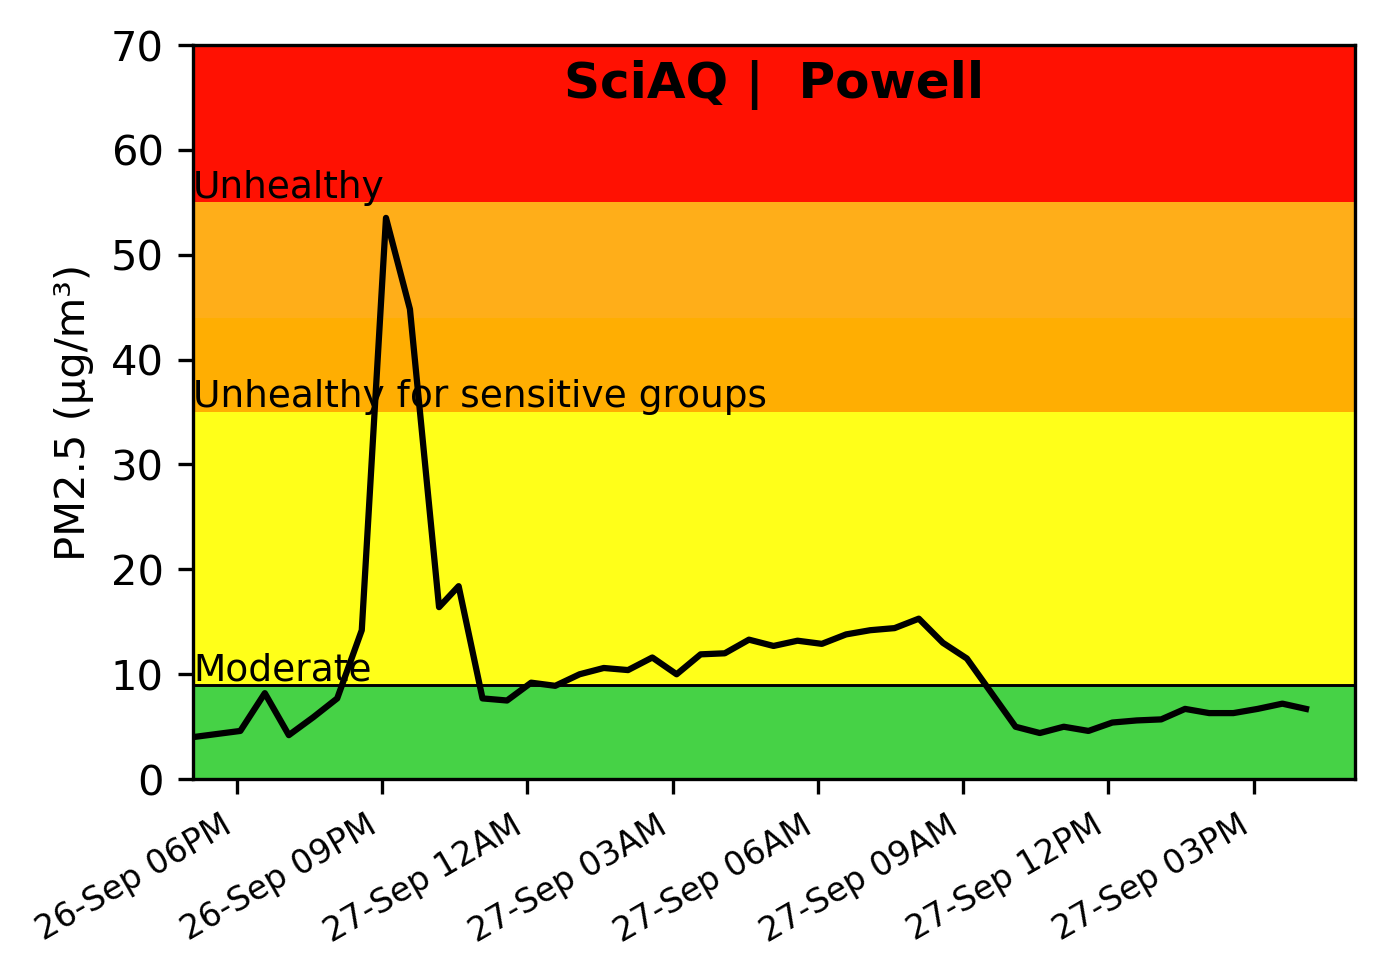 SciAQ |  Powell
70
60
50
40
30
20
10
0
PM2.5 (µg/m³)
Unhealthy
Unhealthy for sensitive groups
Moderate
26-Sep 06PM
26-Sep 09PM
27-Sep 12AM
27-Sep 03AM
27-Sep 06AM
27-Sep 09AM
27-Sep 12PM
27-Sep 03PM